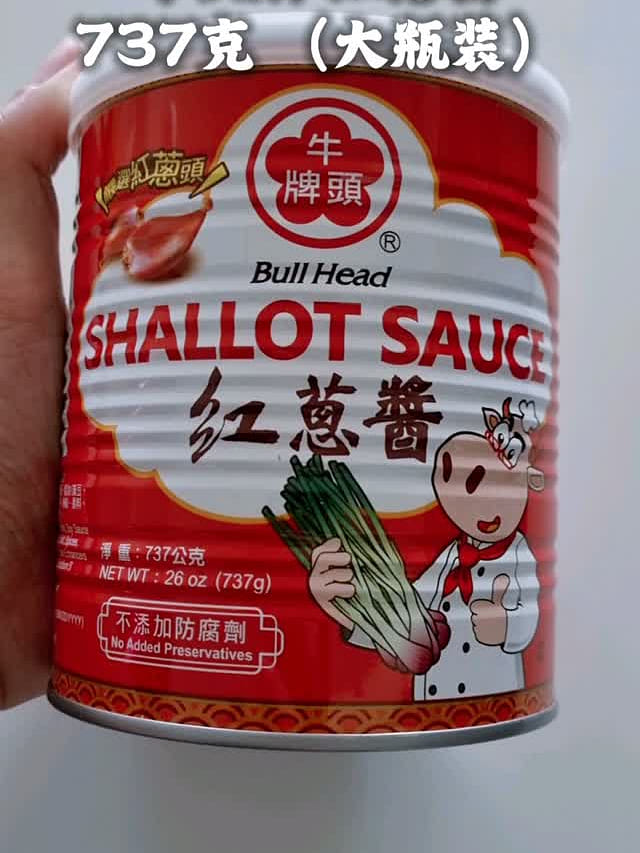 737克 （大瓶装）
嚴選紅蔥頭
牛
牌頭
®
Bull Head
SHALLOT SAUCE
紅蔥醬
淨重：737公克
NET WT : 26 oz (737g)
不添加防腐劑
No Added Preservatives